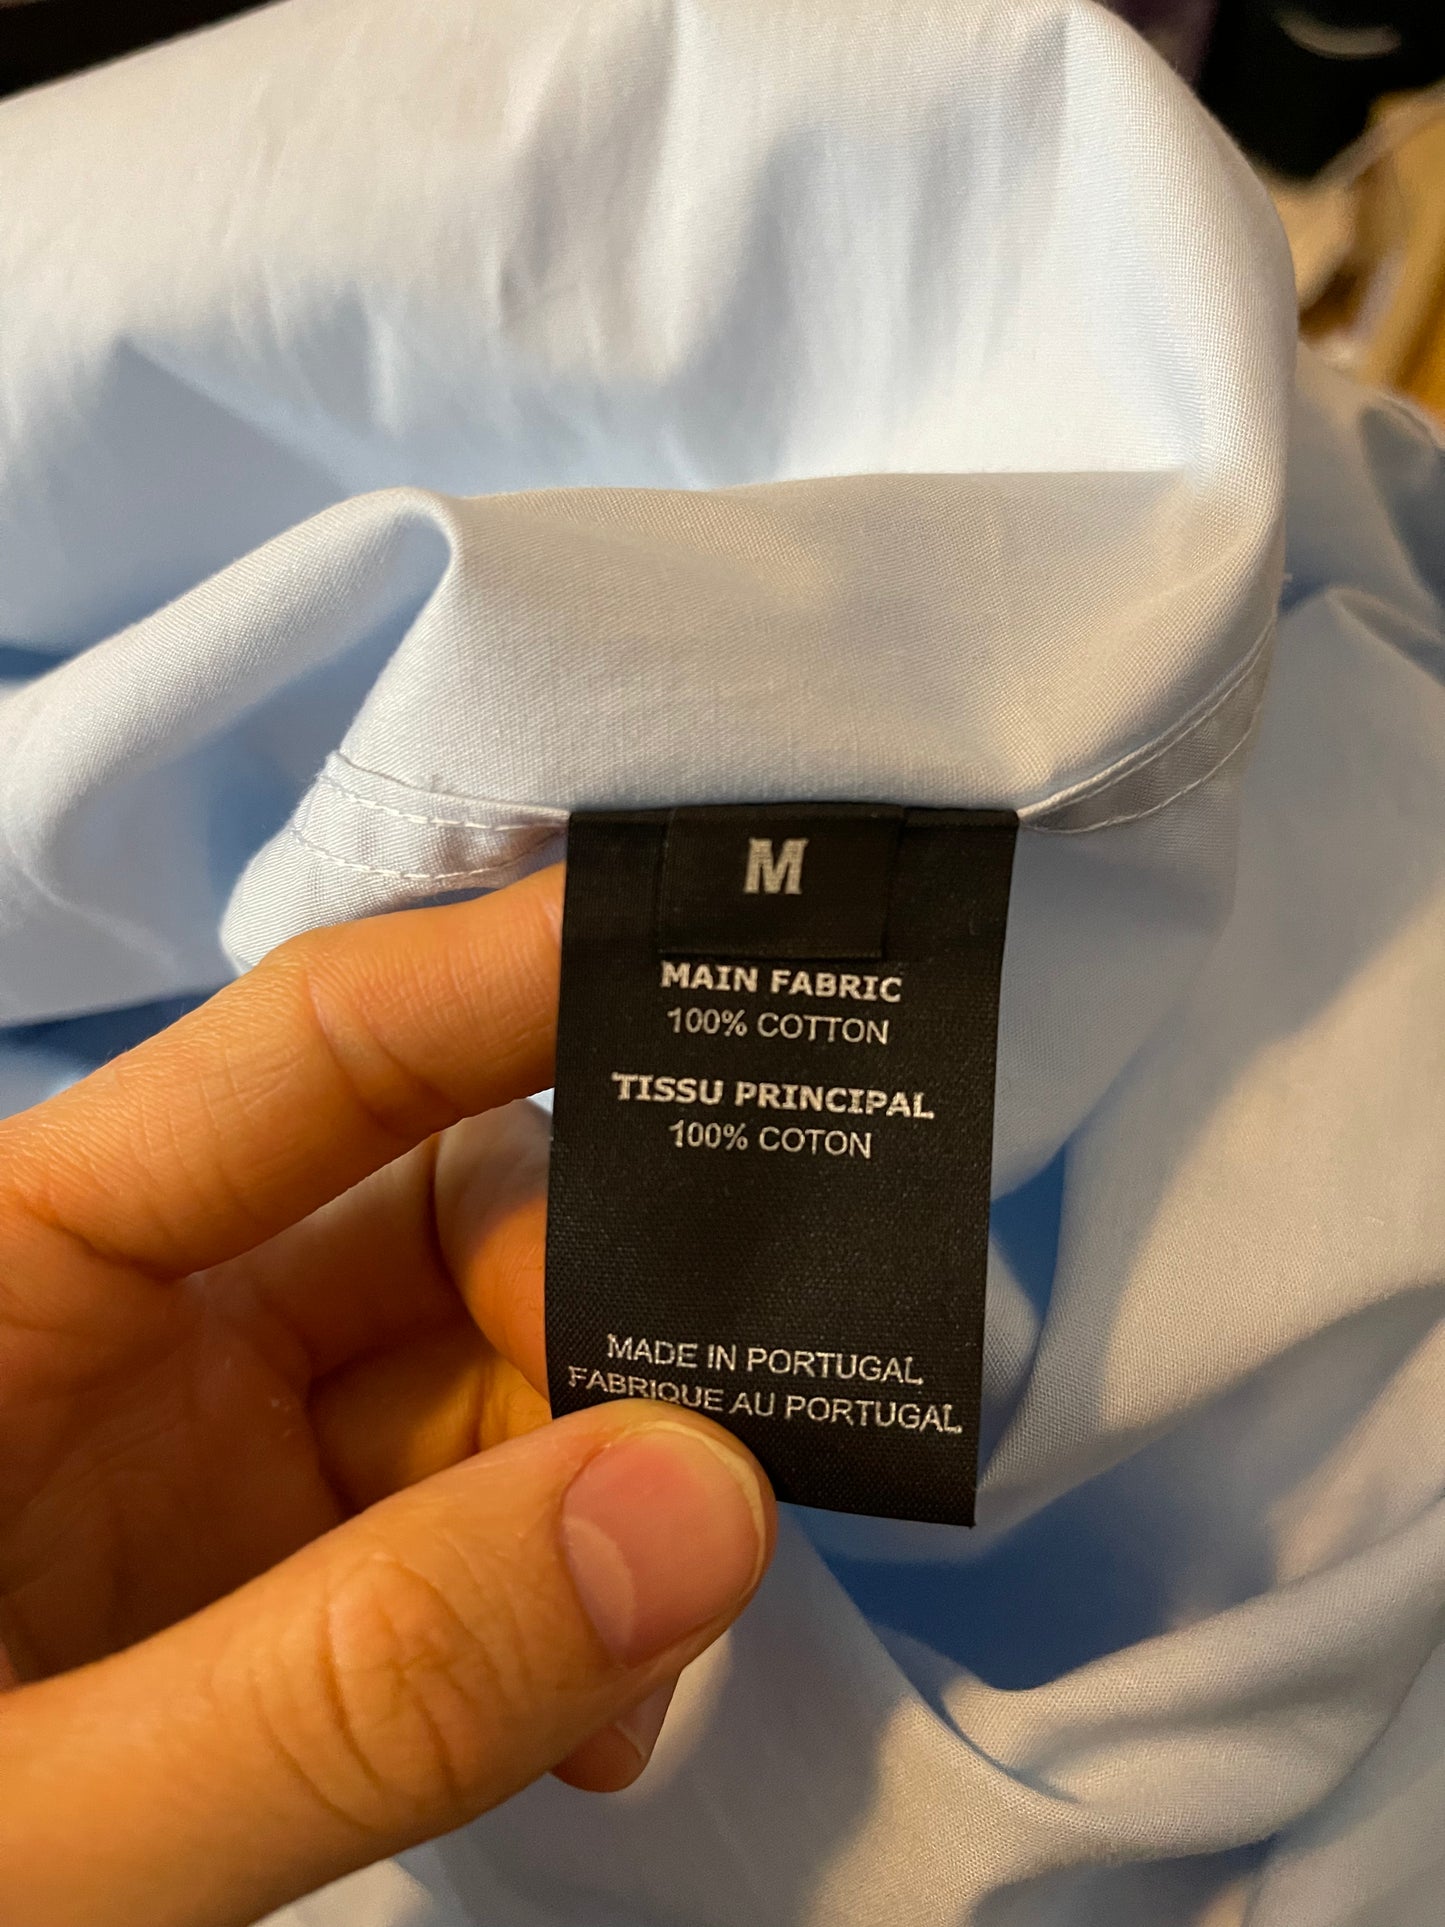 M
MAIN FABRIC
100% COTTON
TISSU PRINCIPAL
100% COTON
MADE IN PORTUGAL
FABRIQUE AU PORTUGAL